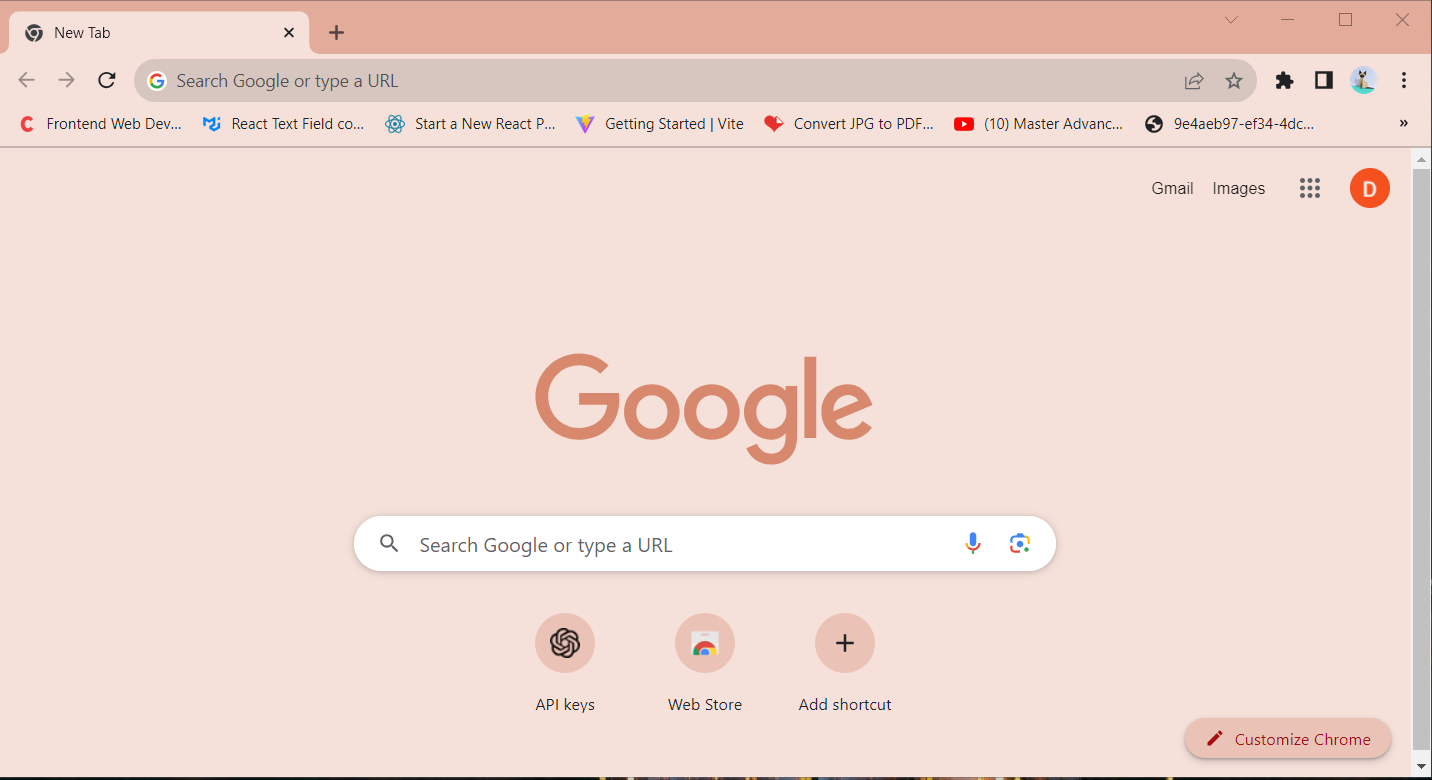 New Tab
Search Google or type a URL
Frontend Web Dev... React Text Field co... Start a New React P... Getting Started | Vite Convert JPG to PDF... (10) Master Advanc... 9e4aeb97-ef34-4dc... »
Gmail Images D
Google
Search Google or type a URL
API keys Web Store Add shortcut
Customize Chrome